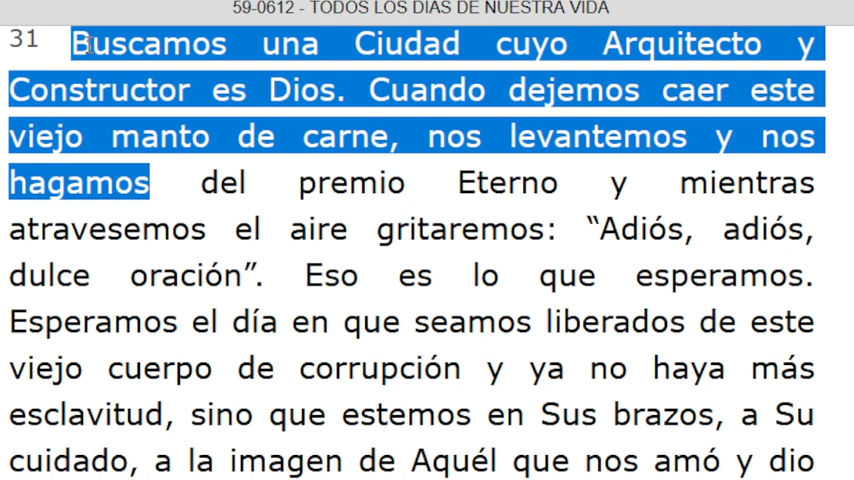 59-0612 - TODOS LOS DIAS DE NUESTRA VIDA
31 Buscamos una Ciudad cuyo Arquitecto y
Constructor es Dios. Cuando dejemos caer este
viejo manto de carne, nos levantemos y nos
hagamos del premio Eterno y mientras
atravesemos el aire gritaremos: “Adiós, adiós,
dulce oración”. Eso es lo que esperamos.
Esperamos el día en que seamos liberados de este
viejo cuerpo de corrupción y ya no haya más
esclavitud, sino que estemos en Sus brazos, a Su
cuidado, a la imagen de Aquél que nos amó y dio